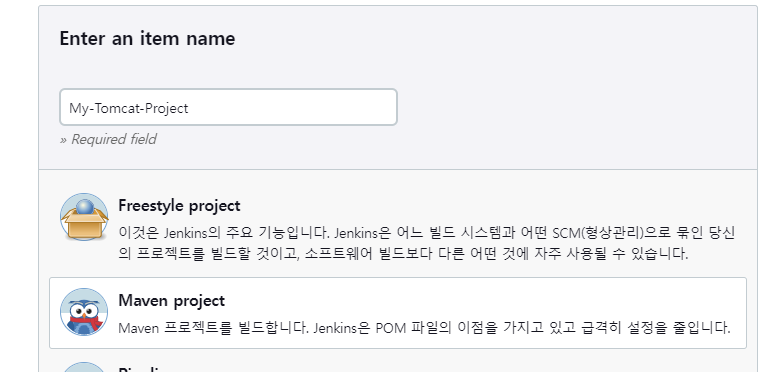 Enter an item name
My-Tomcat-Project
» Required field
Freestyle project
이것은 Jenkins의 주요 기능입니다. Jenkins은 어느 빌드 시스템과 어떤 SCM(형상관리)으로 묶인 당신
의 프로젝트를 빌드할 것이고, 소프트웨어 빌드보다 다른 어떤 것에 자주 사용될 수 있습니다.
Maven project
Maven 프로젝트를 빌드합니다. Jenkins은 POM 파일의 이점을 가지고 있고 급격히 설정을 줄입니다.